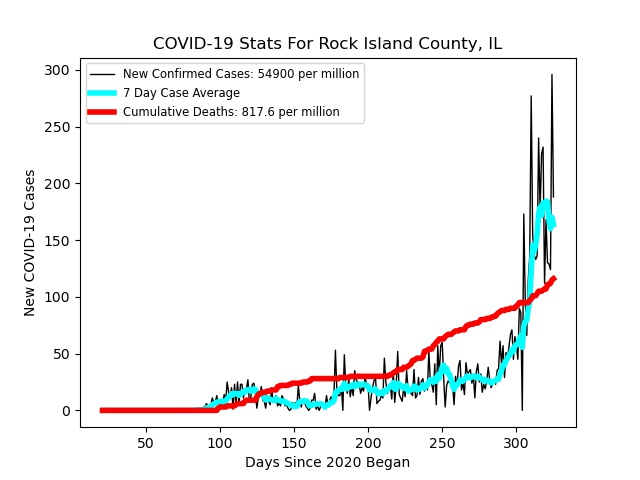 COVID-19 Stats For Rock Island County, IL
New Confirmed Cases: 54900 per million
7 Day Case Average
Cumulative Deaths: 817.6 per million
New COVID-19 Cases
300
250
200
150
100
50
0
50 100 150 200 250 300
Days Since 2020 Began